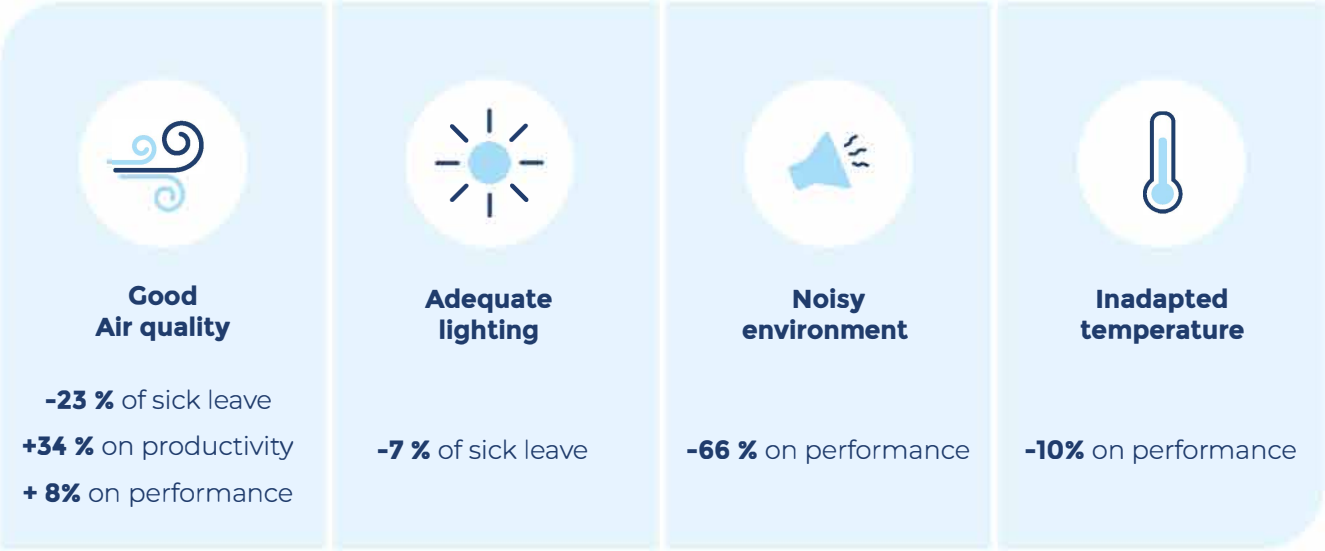 Good
Air quality
-23 % of sick leave
+34 % on productivity
+ 8% on performance
Adequate
lighting
-7 % of sick leave
Noisy
environment
-66 % on performance
Inadapted
temperature
-10% on performance